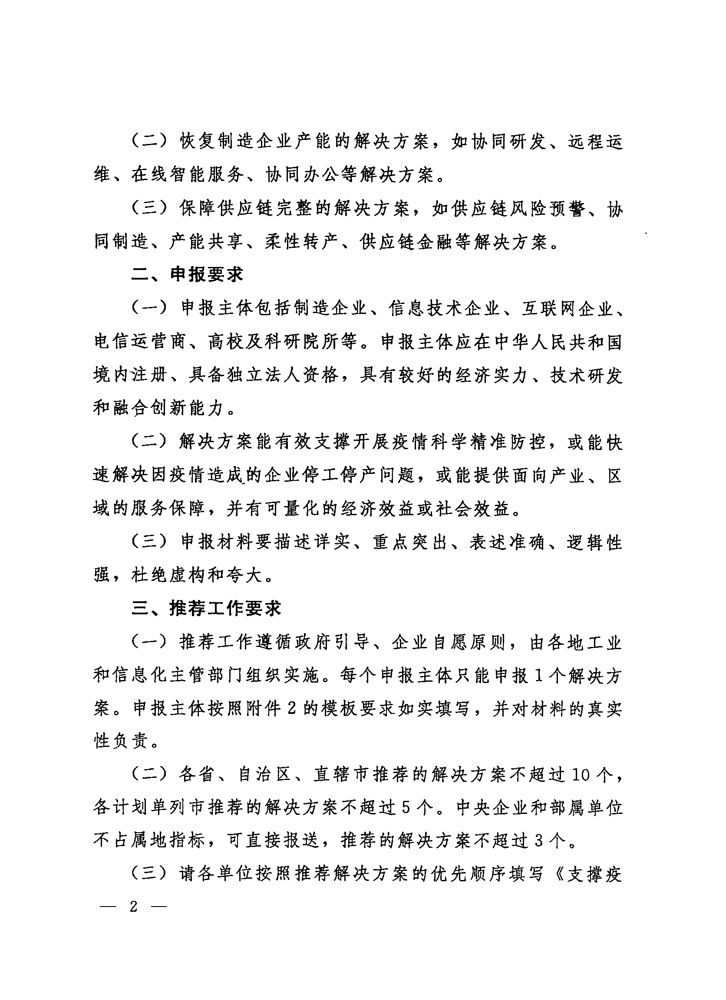 （二）恢复制造企业产能的解决方案，如协同研发、远程运
维、在线智能服务、协同办公等解决方案。
（三）保障供应链完整的解决方案，如供应链风险预警、协
同制造、产能共享、柔性转产、供应链金融等解决方案。
二、申报要求
（一）申报主体包括制造企业、信息技术企业、互联网企业、
电信运营商、高校及科研院所等。申报主体应在中华人民共和国
境内注册、具备独立法人资格，具有较好的经济实力、技术研发
和融合创新能力。
（二）解决方案能有效支撑开展疫情科学精准防控，或能快
速解决因疫情造成的企业停工停产问题，或能提供面向产业、区
域的服务保障，并有可量化的经济效益或社会效益。
（三）申报材料要描述详实、重点突出、表述准确、逻辑性
强，杜绝虚构和夸大。
三、推荐工作要求
（一）推荐工作遵循政府引导、企业自愿原则，由各地工业
和信息化主管部门组织实施。每个申报主体只能申报1个解决方
案。申报主体按照附件2的模板要求如实填写，并对材料的真实
性负责。
（二）各省、自治区、直辖市推荐的解决方案不超过10个，
各计划单列市推荐的解决方案不超过5个。中央企业和部属单位
不占属地指标，可直接报送，推荐的解决方案不超过3个。
（三）请各单位按照推荐解决方案的优先顺序填写《支撑疫
— 2 —